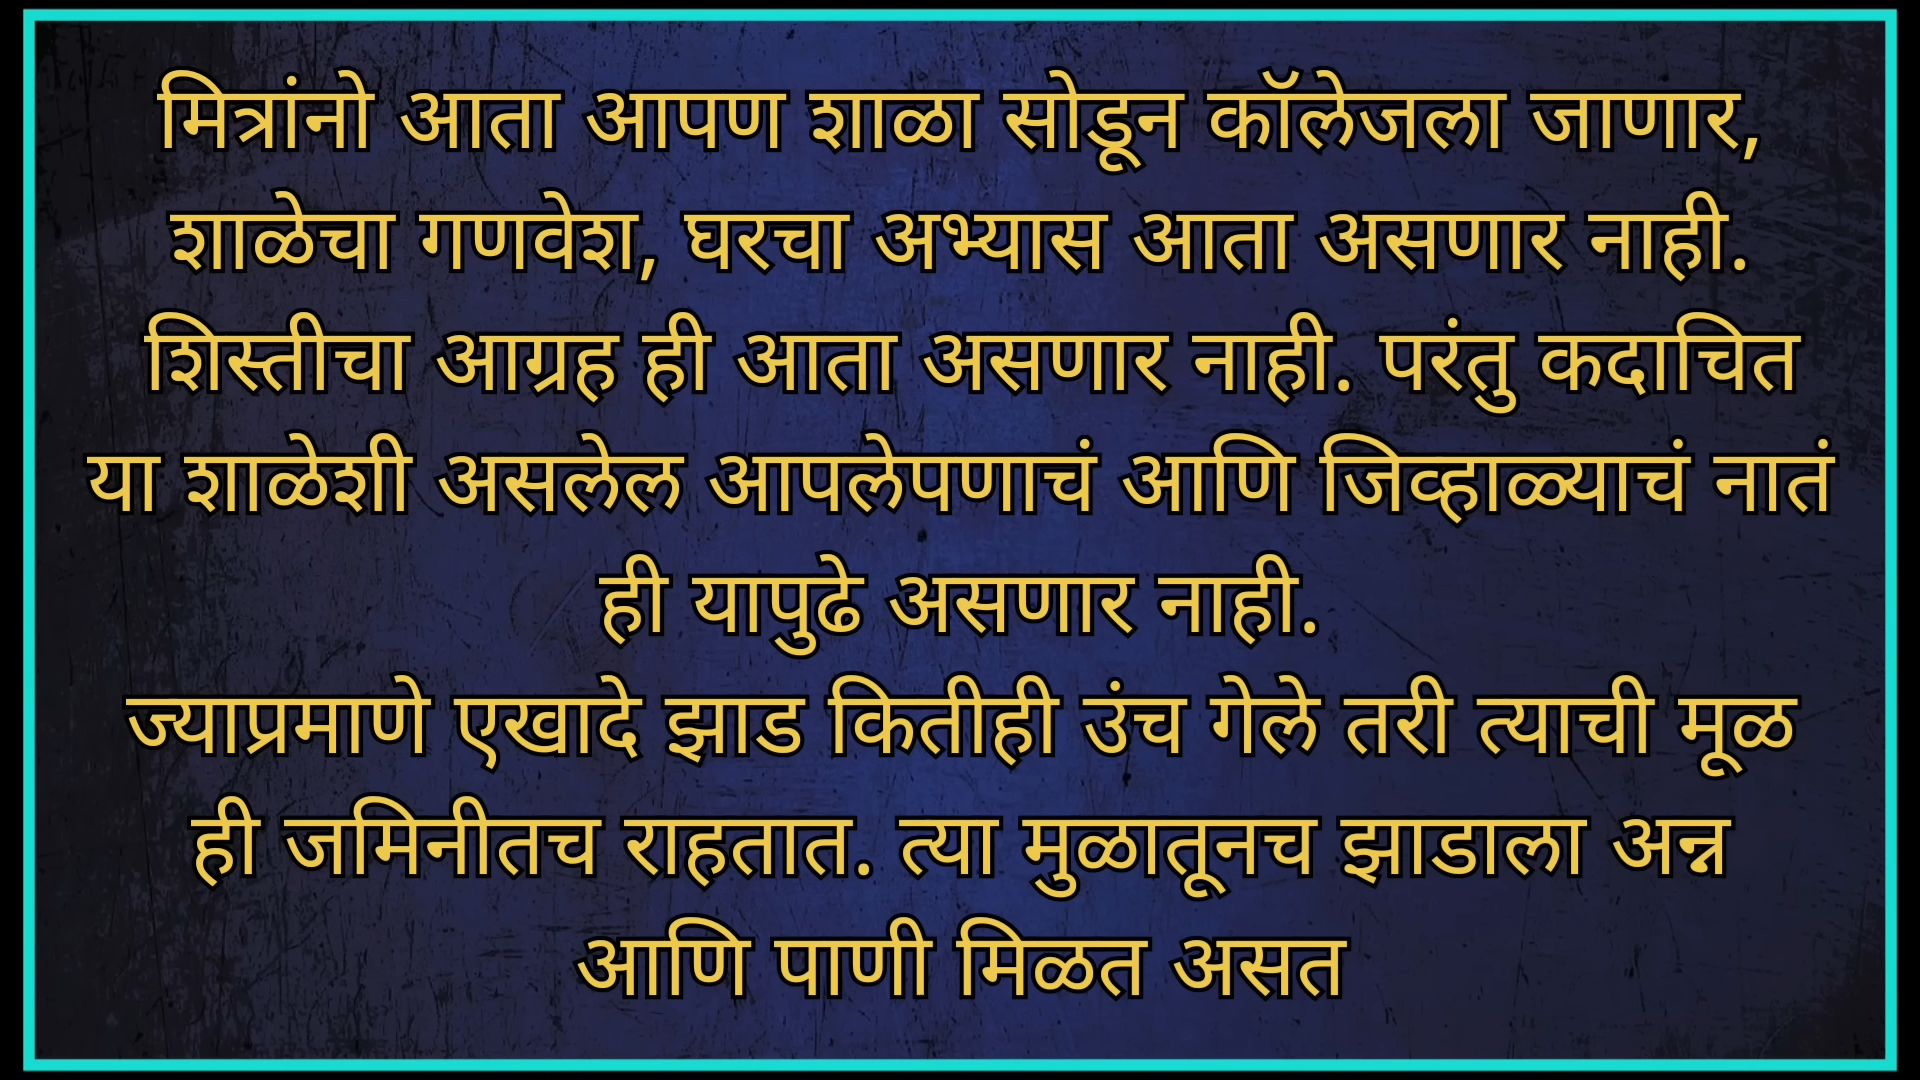 मित्रांनो आता आपण शाळा सोडून कॉलेजला जाणार,
शाळेचा गणवेश, घरचा अभ्यास आता असणार नाही.
शिस्तीचा आग्रह ही आता असणार नाही. परंतु कदाचित
या शाळेशी असलेल आपलेपणाचं आणि जिव्हाळ्याचं नातं
ही यापुढे असणार नाही.
ज्याप्रमाणे एखादे झाड कितीही उंच गेले तरी त्याची मूळ
ही जमिनीतच राहतात. त्या मुळातूनच झाडाला अन्न
आणि पाणी मिळत असत